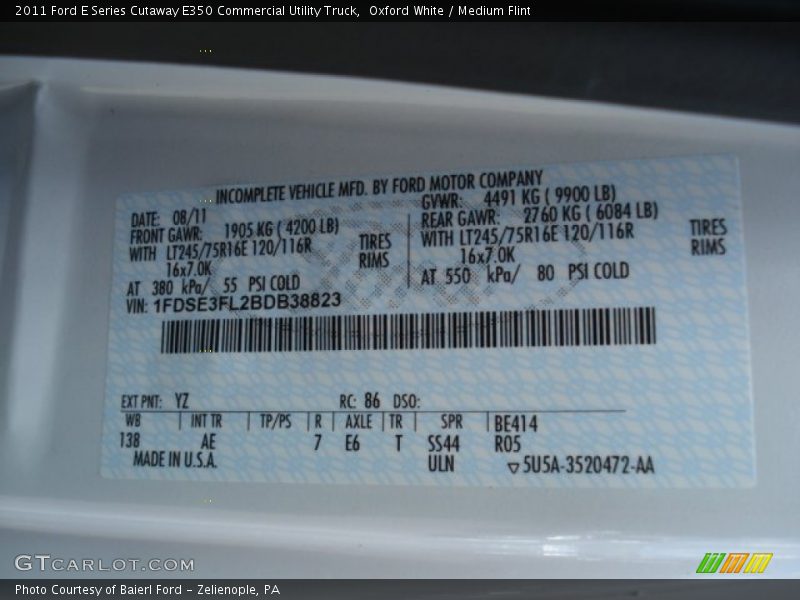 2011 Ford E Series Cutaway E350 Commercial Utility Truck,  Oxford White / Medium Flint
INCOMPLETE VEHICLE MFD. BY FORD MOTOR COMPANY
DATE: 08/11
FRONT GAWR: 1905 KG ( 4200 LB)
WITH LT245/75R16E 120/116R TIRES
16x7.0K RIMS
AT 380 kPa/ 55 PSI COLD
GVWR: 4491 KG ( 9900 LB)
REAR GAWR: 2760 KG ( 6084 LB)
WITH LT245/75R16E 120/116R TIRES
16x7.0K RIMS
AT 550 kPa/ 80 PSI COLD
VIN: 1FDSE3FL2BDB38823
EXT PNT: YZ RC: 86 DSO:
WB INT TR TP/PS R AXLE TR SPR BE414
138 AE 7 E6 T SS44 R05
MADE IN U.S.A. ULN ▽5U5A-3520472-AA
GTCARLOT.COM
Photo Courtesy of Baierl Ford - Zelienople, PA